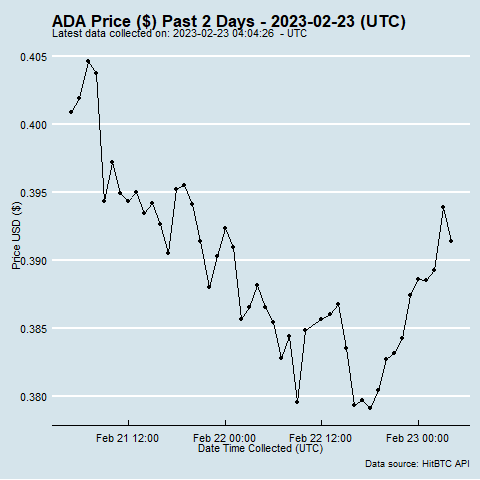 ADA Price ($) Past 2 Days - 2023-02-23 (UTC)
Latest data collected on: 2023-02-23 04:04:26 - UTC
0.405
0.400
0.395
0.390
0.385
0.380
Price USD ($)
Feb 21 12:00
Feb 22 00:00
Feb 22 12:00
Feb 23 00:00
Date Time Collected (UTC)
Data source: HitBTC API